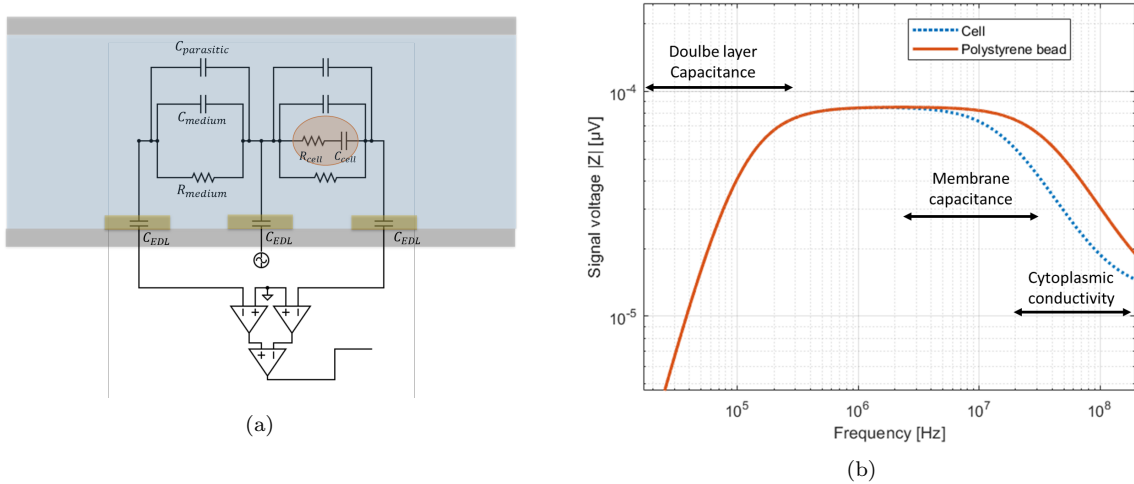 C_parasitic
C_medium
R_medium
R_cell
C_cell
C_EDL
C_EDL
C_EDL
(a)
Signal voltage |Z| [µV]
10^-4
10^-5
Doulbe layer
Capacitance
Cell
Polystyrene bead
Membrane
capacitance
Cytoplasmic
conductivity
10^5
10^6
10^7
10^8
Frequency [Hz]
(b)